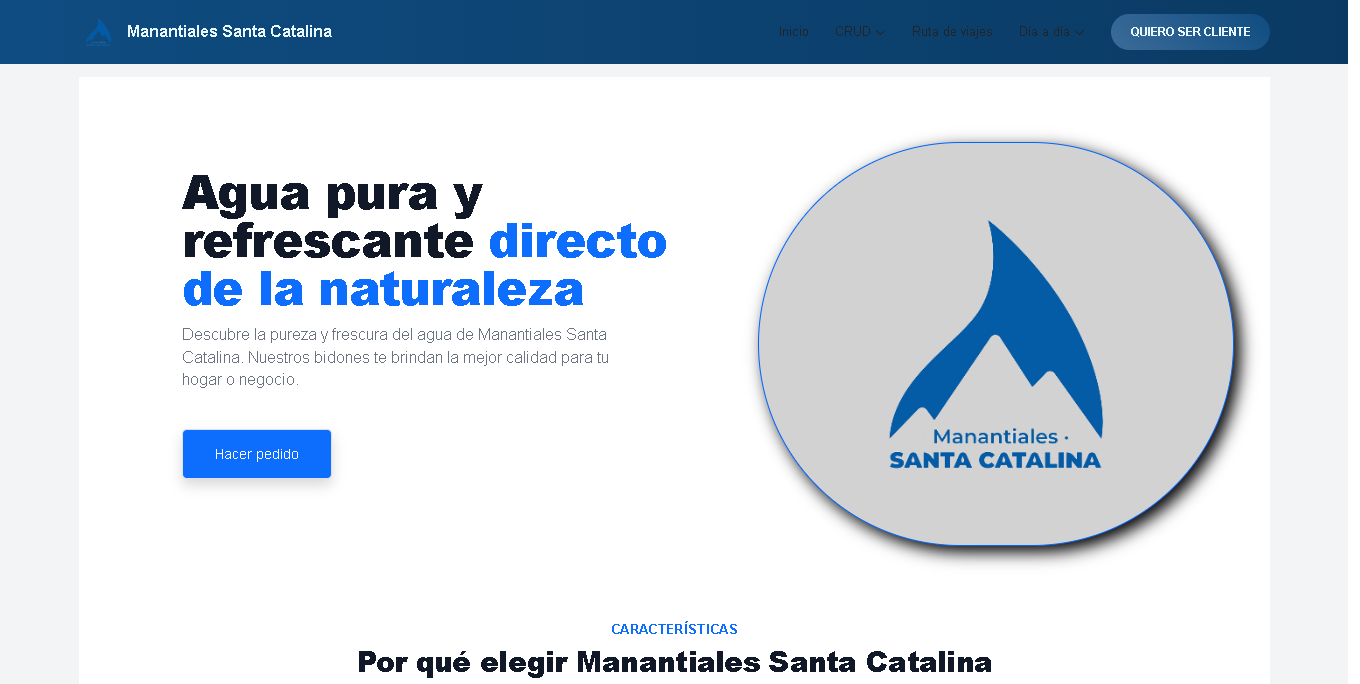 Manantiales Santa Catalina
Inicio
CRUD
Ruta de viajes
Día a día
QUIERO SER CLIENTE
Agua pura y
refrescante directo
de la naturaleza
Descubre la pureza y frescura del agua de Manantiales Santa
Catalina. Nuestros bidones te brindan la mejor calidad para tu
hogar o negocio.
Hacer pedido
Manantiales ·
SANTA CATALINA
CARACTERÍSTICAS
Por qué elegir Manantiales Santa Catalina